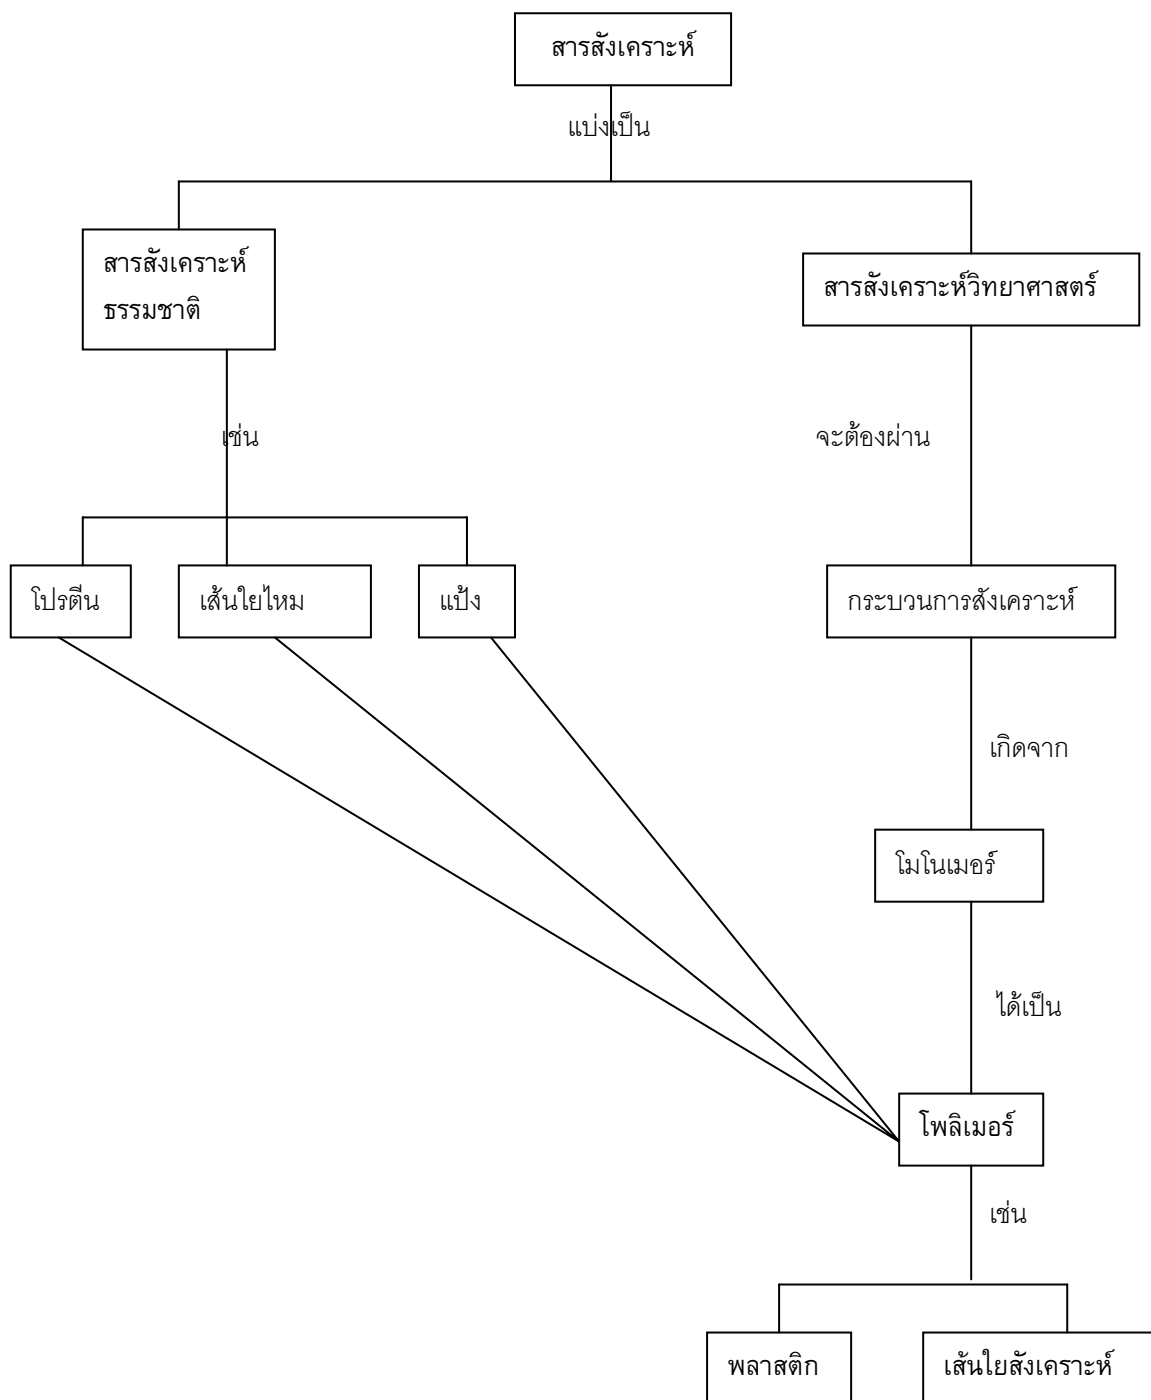 สารสังเคราะห์
แบ่งเป็น
สารสังเคราะห์
ธรรมชาติ
สารสังเคราะห์วิทยาศาสตร์
เช่น
จะต้องผ่าน
โปรตีน
เส้นใยไหม
แป้ง
กระบวนการสังเคราะห์
เกิดจาก
โมโนเมอร์
ได้เป็น
โพลิเมอร์
เช่น
พลาสติก
เส้นใยสังเคราะห์